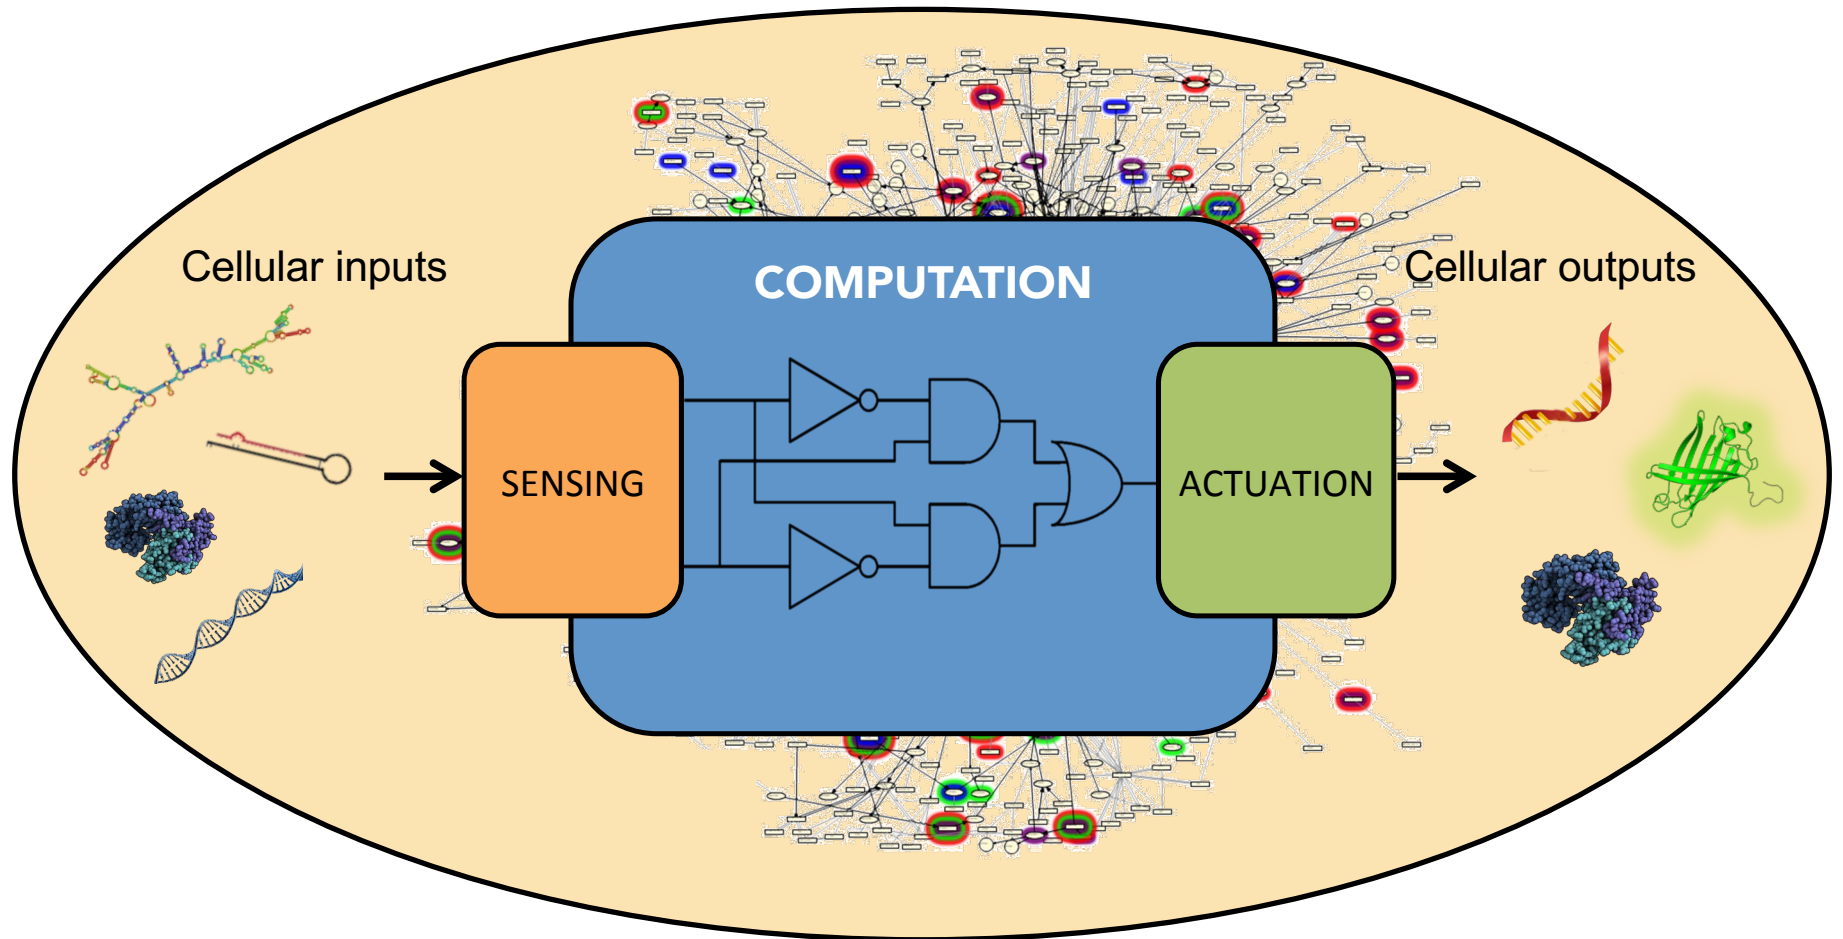 Cellular inputs
COMPUTATION
Cellular outputs
SENSING
ACTUATION